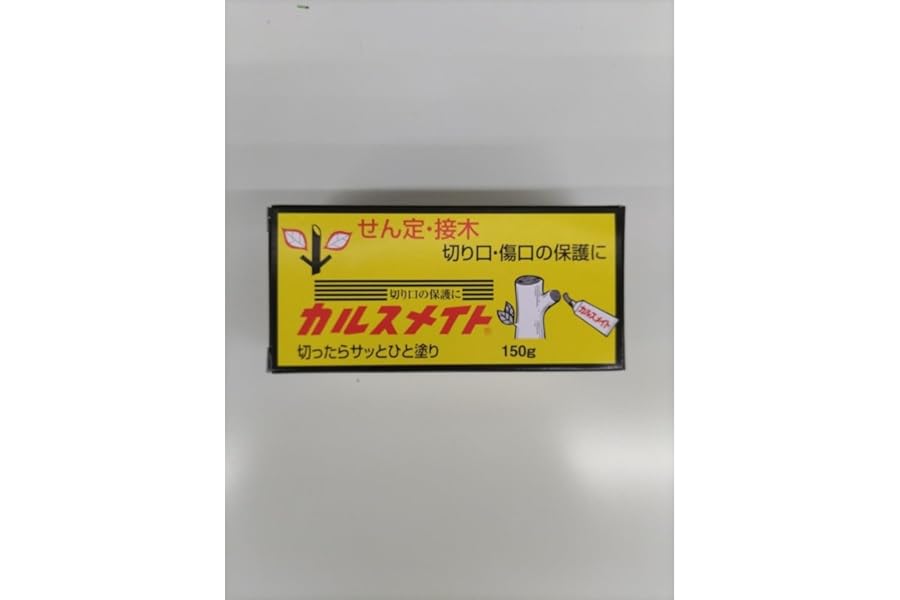 せん定・接木
切り口・傷口の保護に
切り口の保護に
カルスメイト®
カルスメイト
切ったらサッとひと塗り
150g